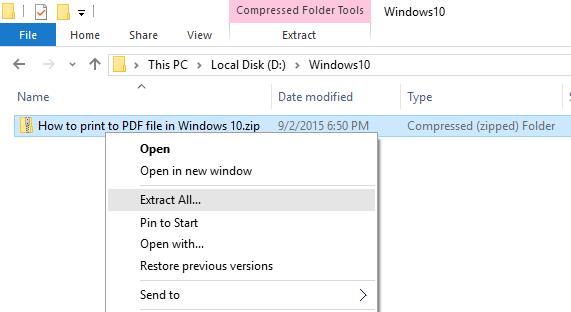 Compressed Folder Tools Windows10
File Home Share View Extract
This PC Local Disk (D:) Windows10
Name Date modified Type
How to print to PDF file in Windows 10.zip 9/2/2015 6:50 PM Compressed (zipped) Folder
Open
Open in new window
Extract All...
Pin to Start
Open with...
Restore previous versions
Send to